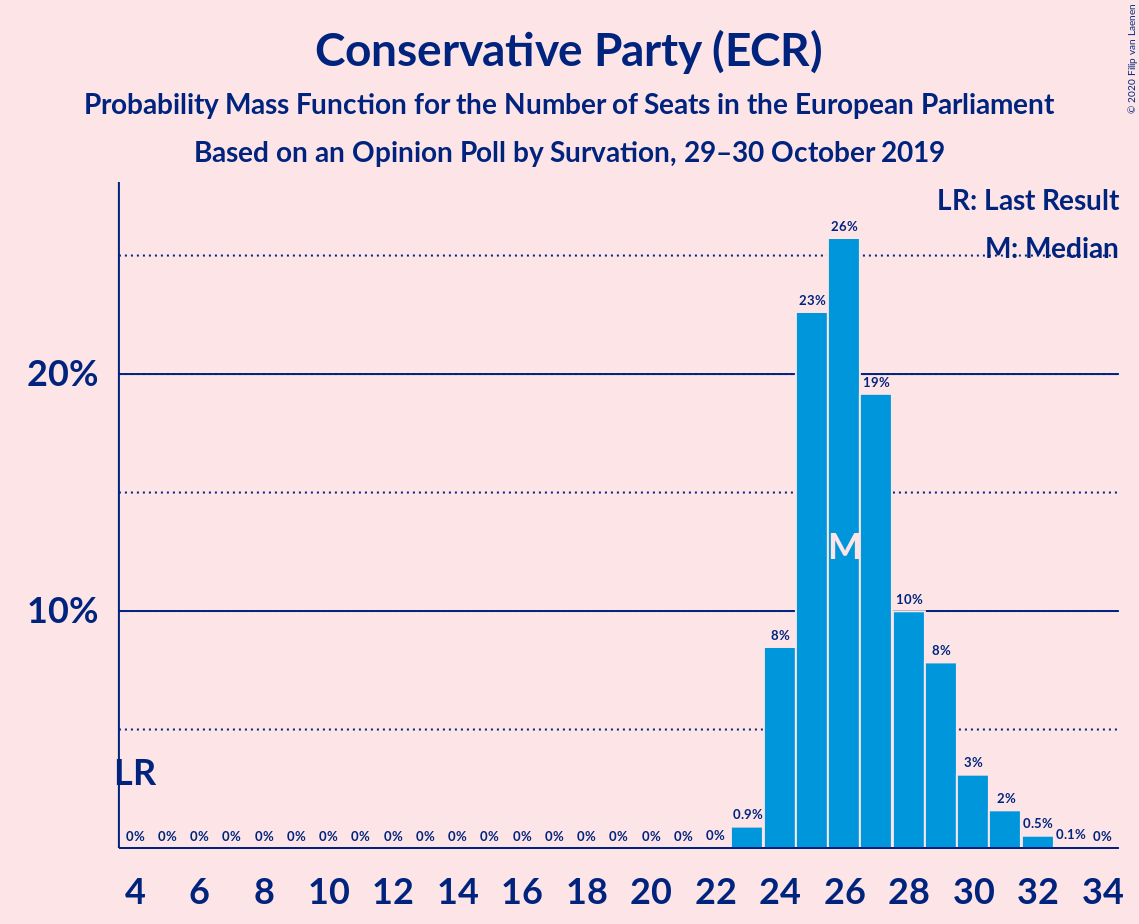 Conservative Party (ECR)
Probability Mass Function for the Number of Seats in the European Parliament
Based on an Opinion Poll by Survation, 29–30 October 2019
© 2020 Filip van Laenen
LR: Last Result
M: Median
20%
10%
26%
23%
19%
M
10%
8%
8%
LR
3%
2%
0% 0% 0% 0% 0% 0% 0% 0% 0% 0% 0% 0% 0% 0% 0% 0% 0% 0% 0% 0.9% 0.5% 0.1% 0%
4 6 8 10 12 14 16 18 20 22 24 26 28 30 32 34